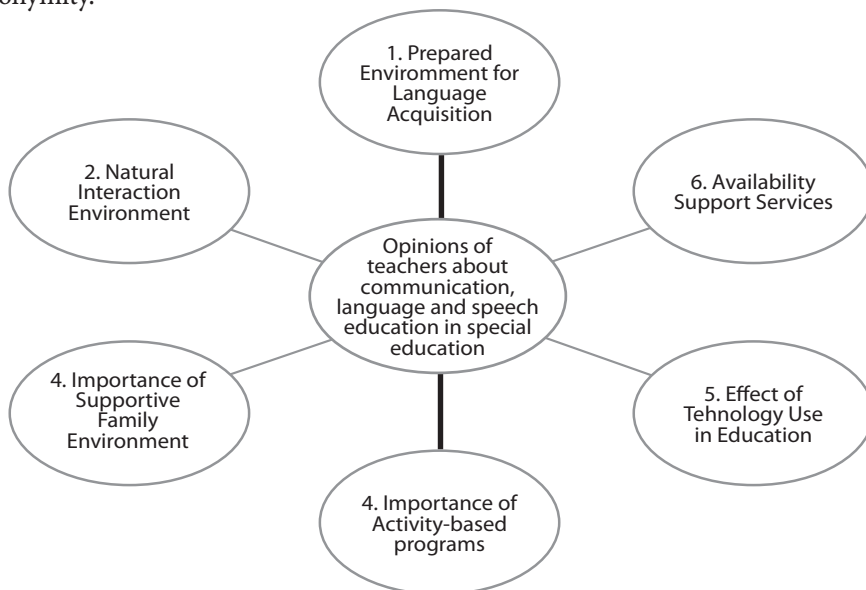 onymity.
1. Prepared
Enviromment for
Language
Acquisition
2. Natural
Interaction
Environment
6. Availability
Support Services
Opinions of
teachers about
communication,
language and speech
education in special
education
4. Importance of
Supportive
Family
Environment
5. Effect of
Tehnology Use
in Education
4. Importance of
Activity-based
programs